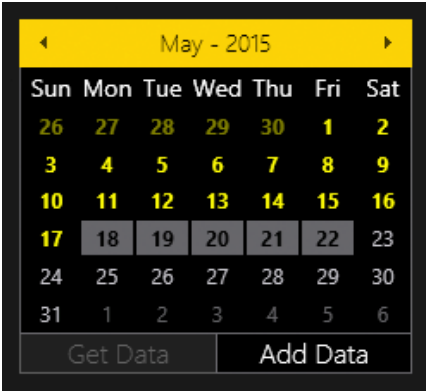 May - 2015
Sun Mon Tue Wed Thu Fri Sat
26 27 28 29 30 1 2
3 4 5 6 7 8 9
10 11 12 13 14 15 16
17 18 19 20 21 22 23
24 25 26 27 28 29 30
31 1 2 3 4 5 6
Get Data Add Data